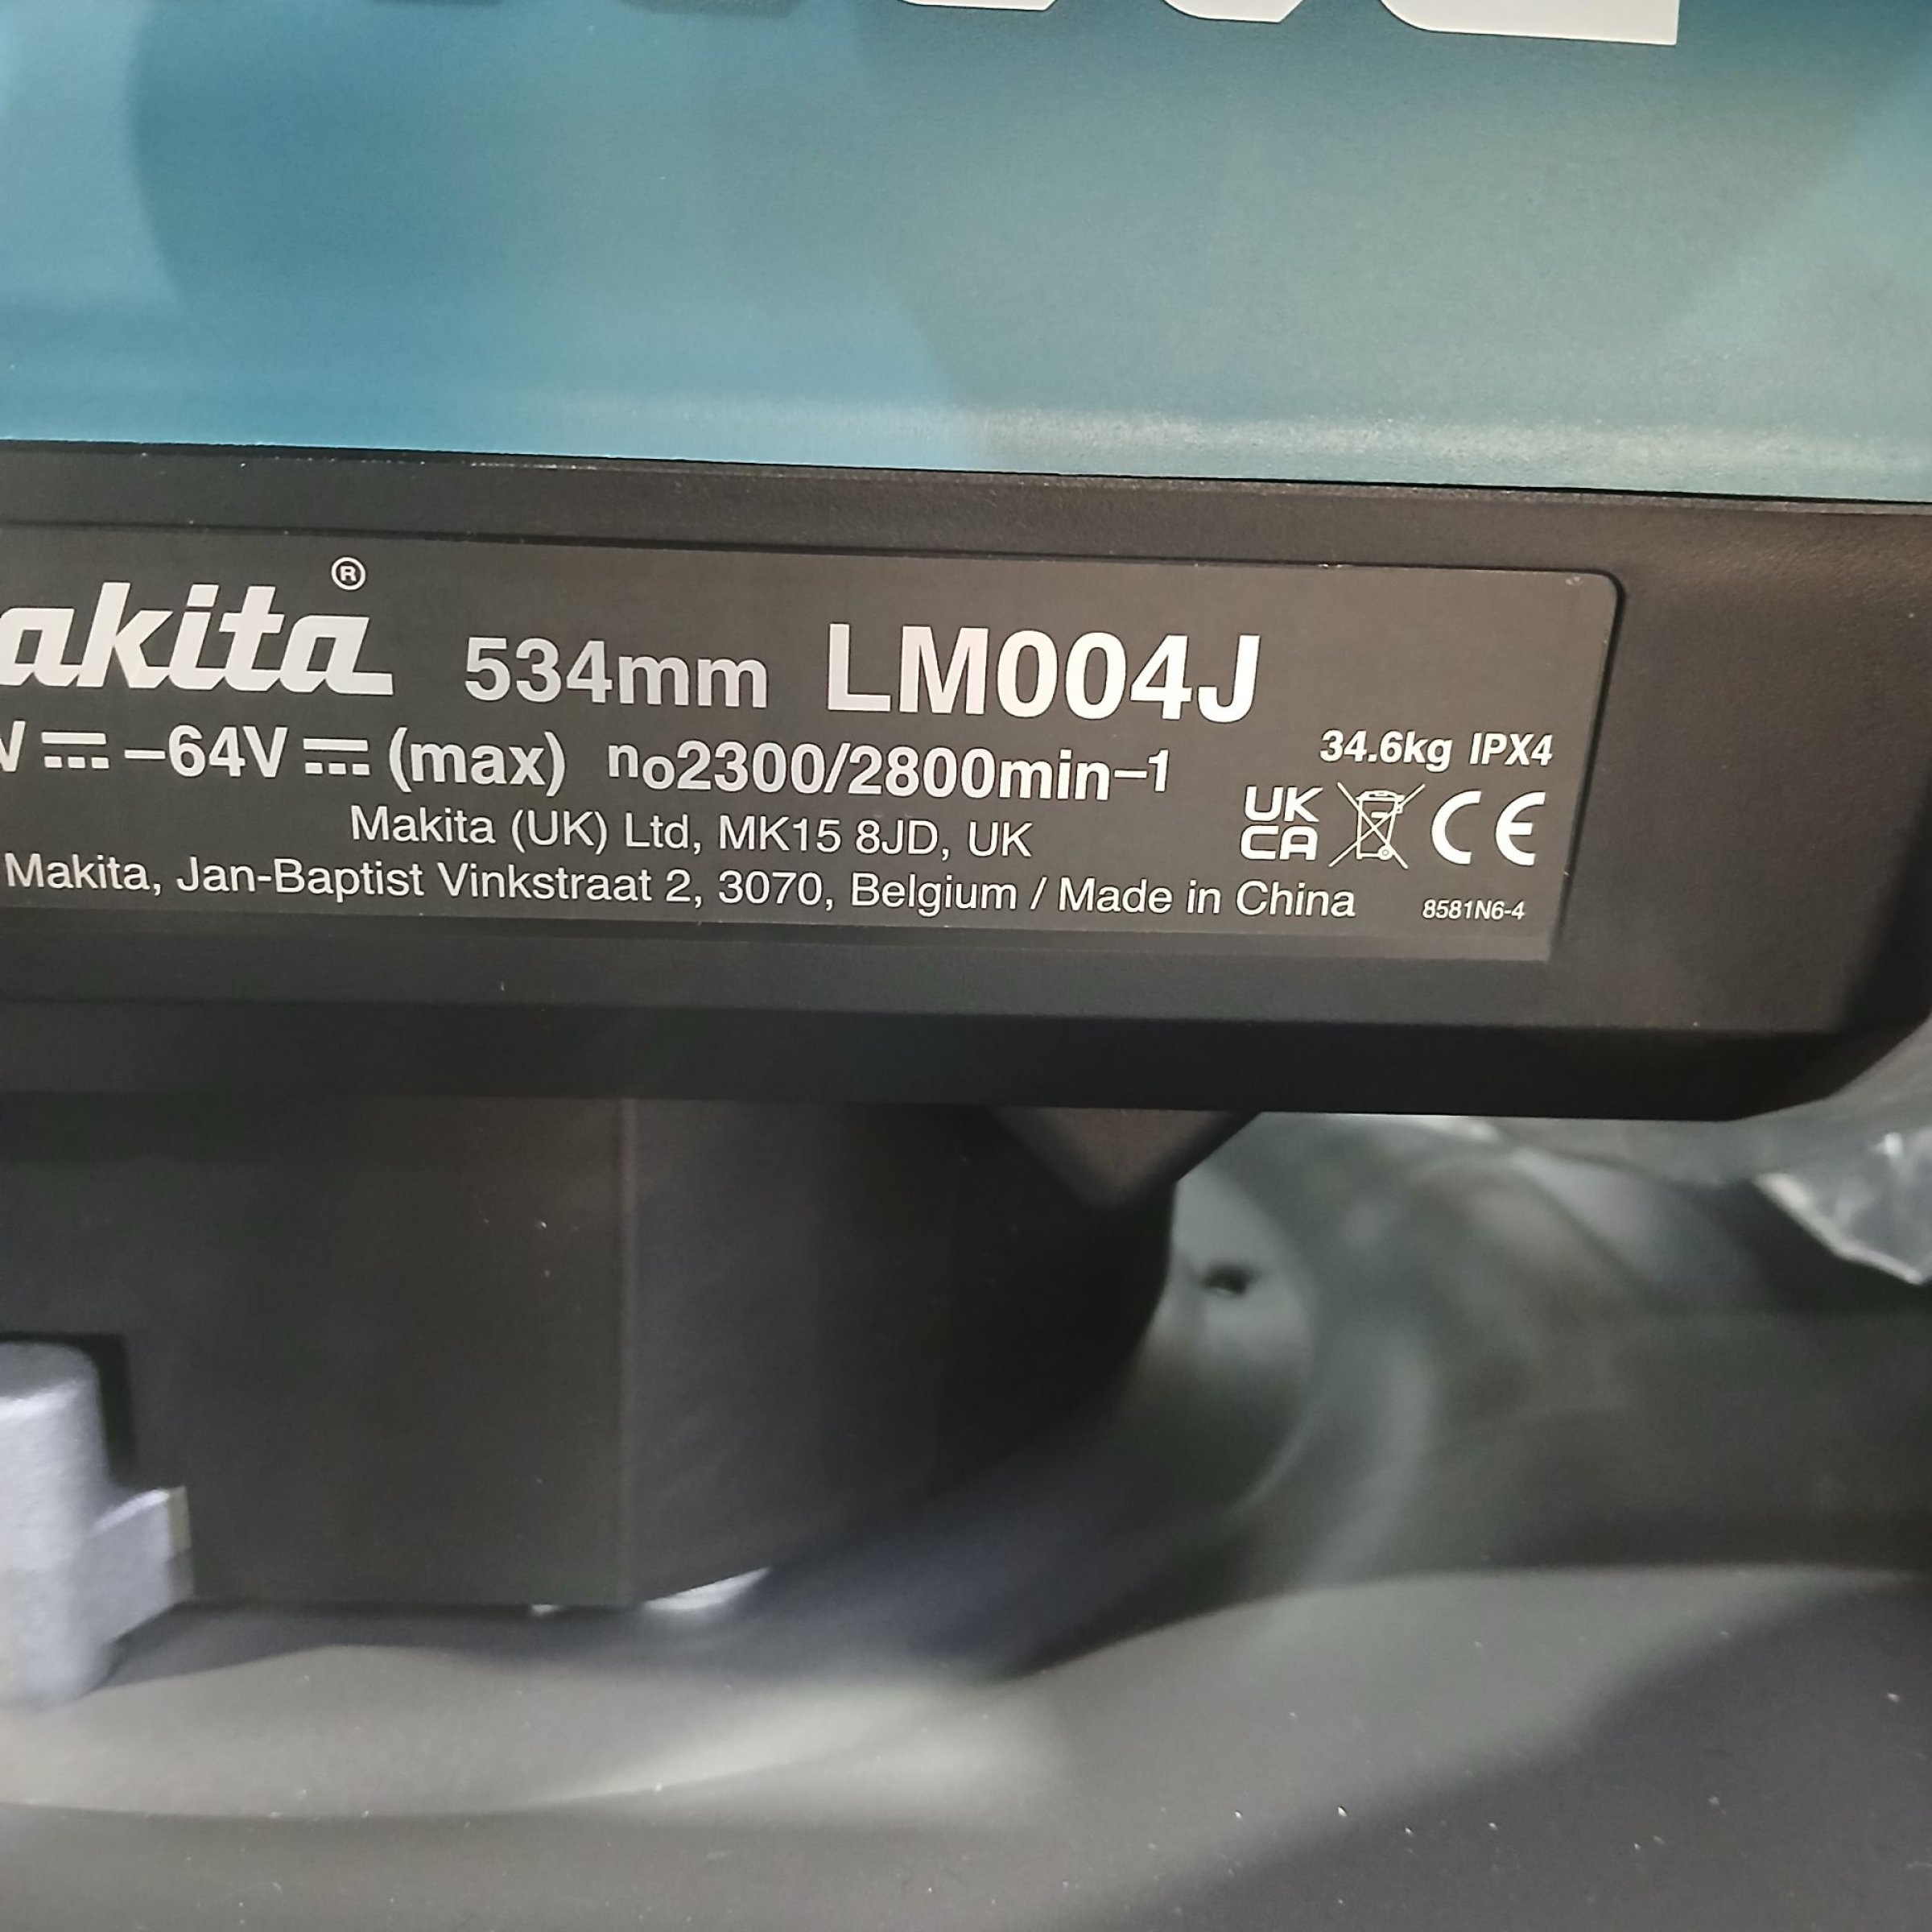 akita® 534mm LM004J
V⎓–64V⎓(max) no2300/2800min–1 34.6kg IPX4
Makita (UK) Ltd, MK15 8JD, UK UK
CA CE
Makita, Jan-Baptist Vinkstraat 2, 3070, Belgium / Made in China 8581N6-4